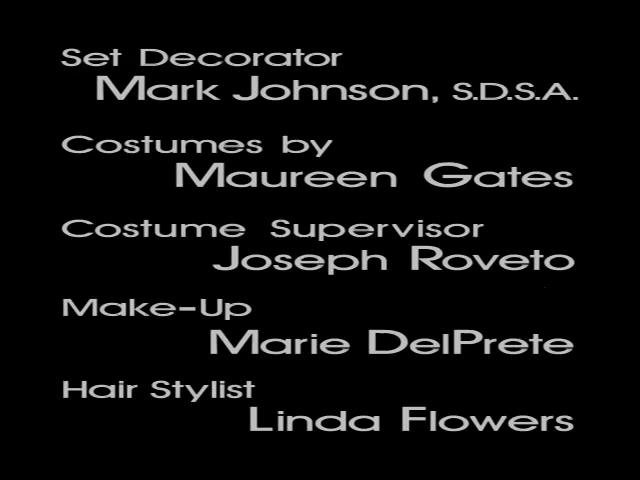 Set Decorator
Mark Johnson, S.D.S.A.
Costumes by
Maureen Gates
Costume Supervisor
Joseph Roveto
Make-Up
Marie DelPrete
Hair Stylist
Linda Flowers